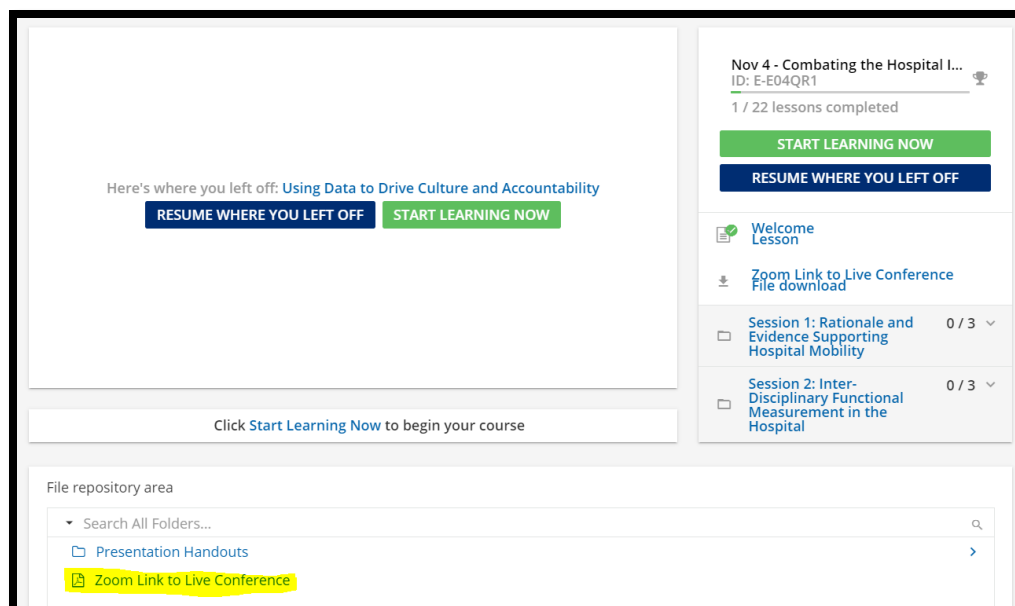 Nov 4 - Combating the Hospital I...
ID: E-E04QR1
1 / 22 lessons completed
START LEARNING NOW
RESUME WHERE YOU LEFT OFF
Here's where you left off: Using Data to Drive Culture and Accountability
RESUME WHERE YOU LEFT OFF START LEARNING NOW
Welcome
Lesson
Zoom Link to Live Conference
File download
Session 1: Rationale and 0 / 3
Evidence Supporting
Hospital Mobility
Session 2: Inter- 0 / 3
Disciplinary Functional
Measurement in the
Hospital
Click Start Learning Now to begin your course
File repository area
Search All Folders...
Presentation Handouts
Zoom Link to Live Conference